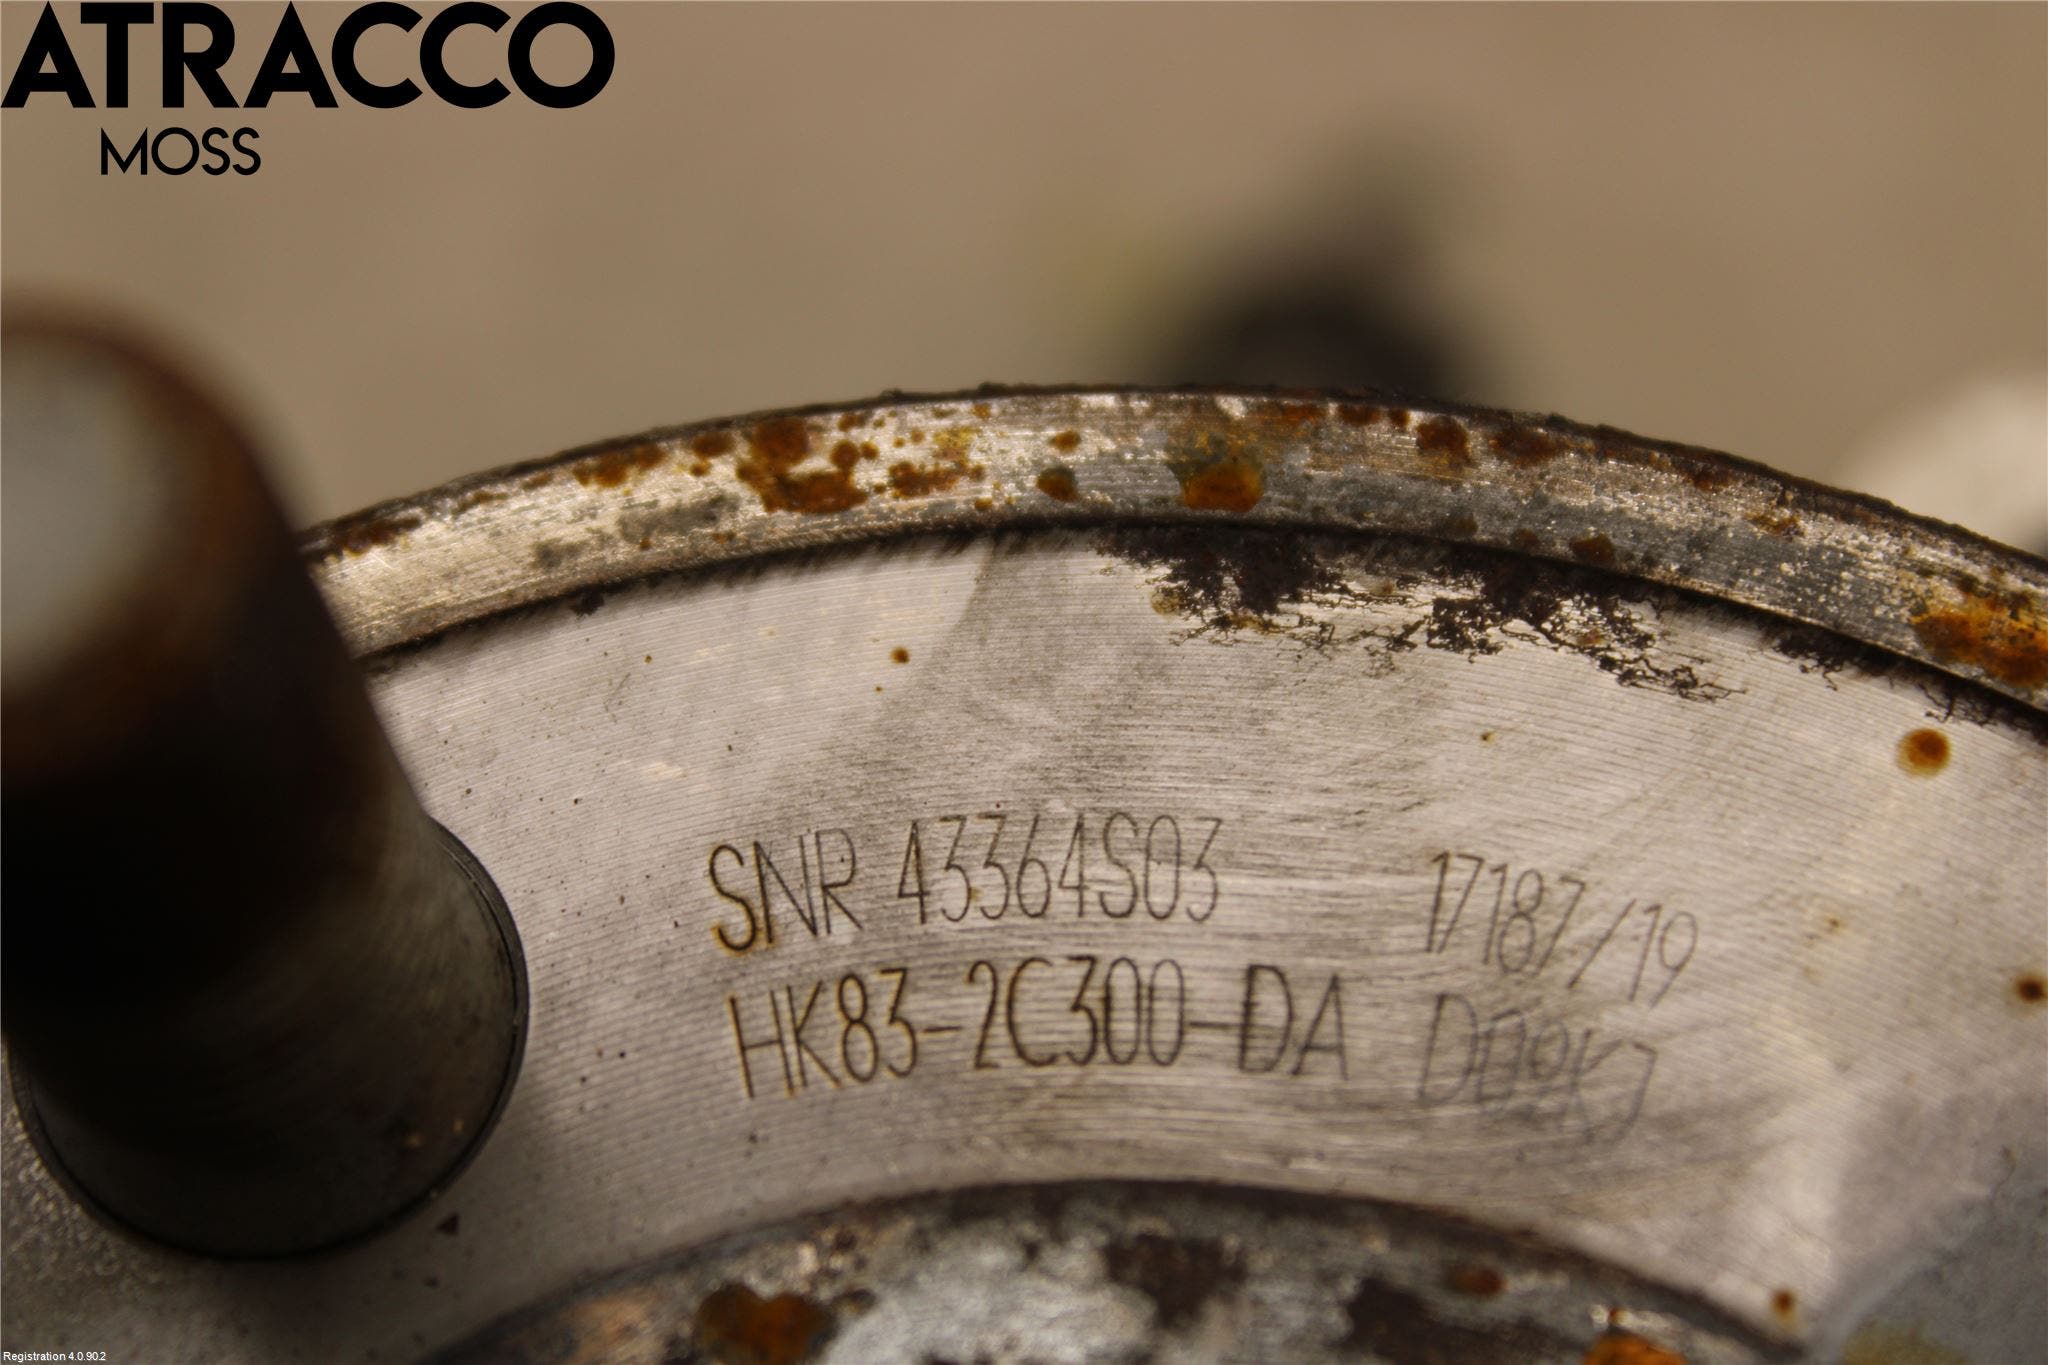 ATRACCO
MOSS
SNR 43364S03 17187/19
HK83-2C300-DA
Registration 4.0.90.2